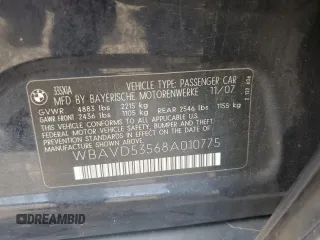 BMW
335XIA
VEHICLE TYPE: PASSENGER CAR
MFD BY BAYERISCHE MOTORENWERKE 11/07
GVWR 4883 lbs 2215 kg
GAWR FRONT 2436 lbs 1105 kg REAR 2546 lbs 1155 kg
THIS VEHICLE CONFORMS TO ALL APPLICABLE
FEDERAL MOTOR VEHICLE SAFETY, BUMPER AND THEFT
PREVENTION STANDARDS IN EFFECT ON THE DATE OF
MANUFACTURE SHOWN ABOVE.
WBAVD53568A010775
AUTOBIDMASTER